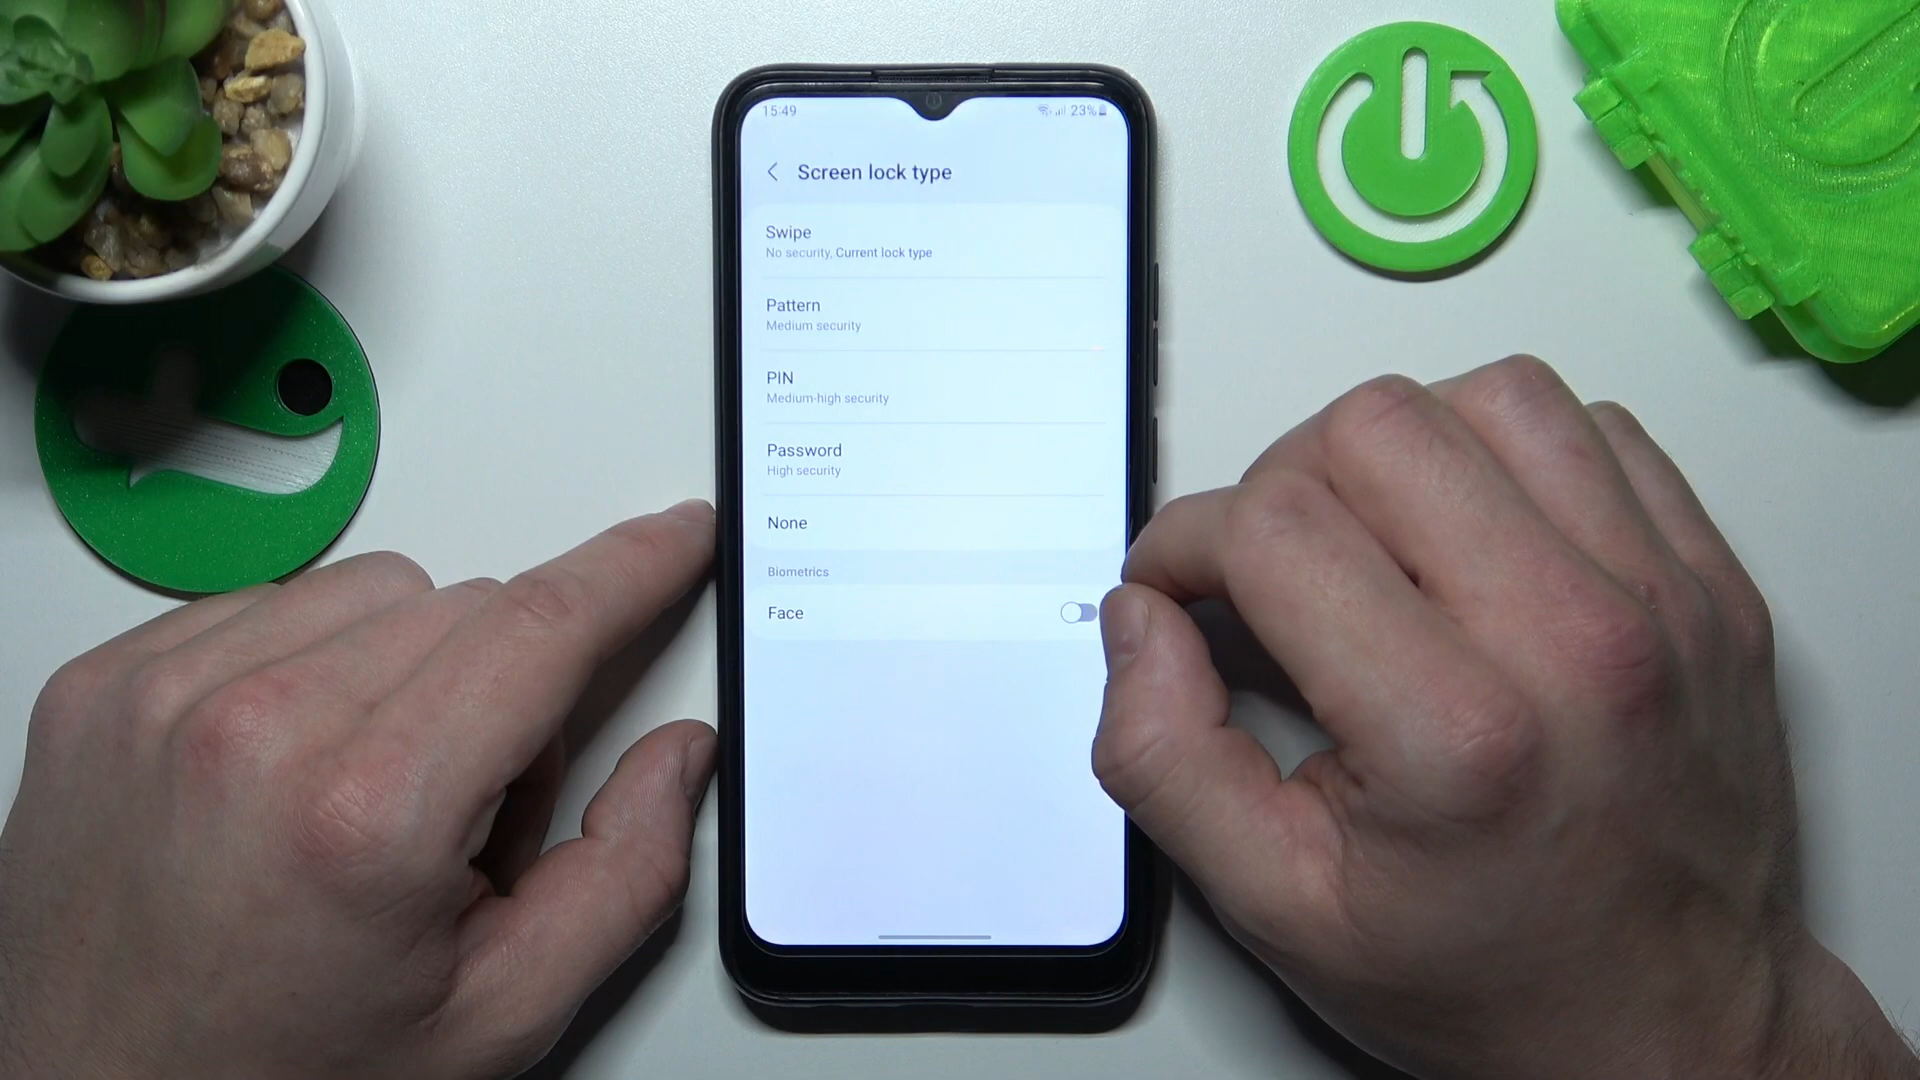 15:49
23%
Screen lock type
Swipe
No security, Current lock type
Pattern
Medium security
PIN
Medium-high security
Password
High security
None
Biometrics
Face